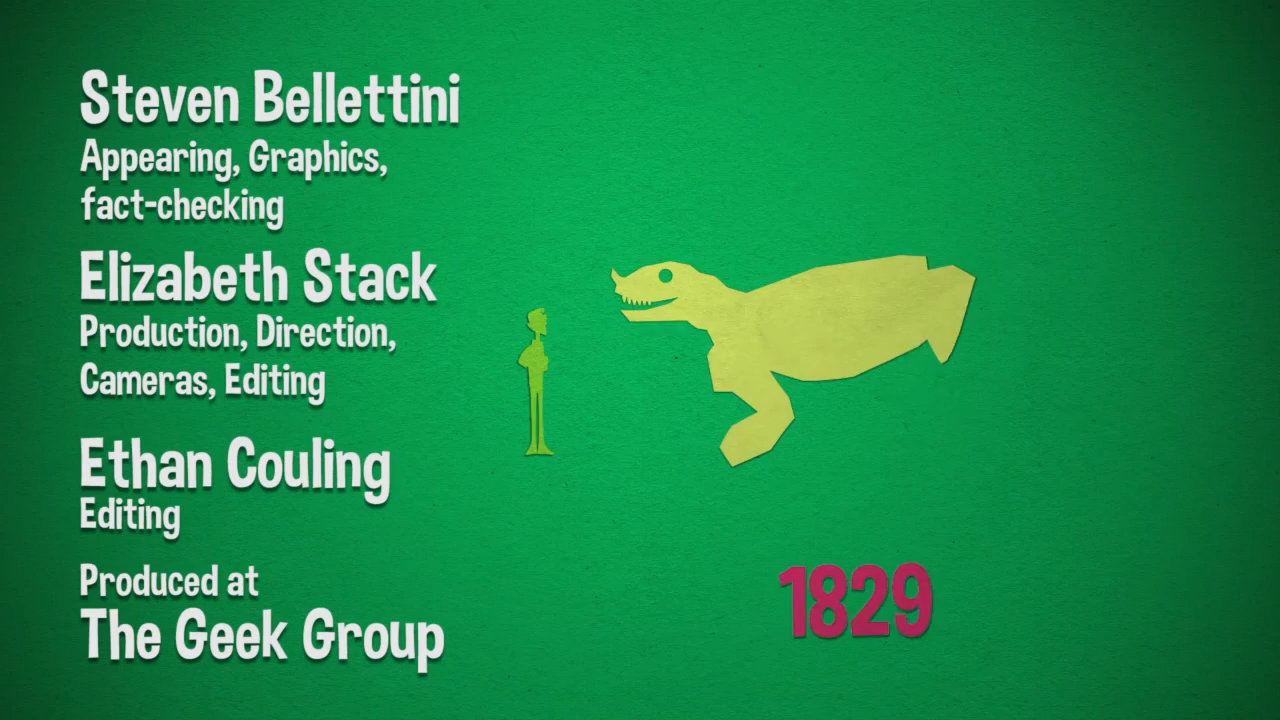 Steven Bellettini
Appearing, Graphics,
fact-checking
Elizabeth Stack
Production, Direction,
Cameras, Editing
Ethan Couling
Editing
Produced at
The Geek Group
1829